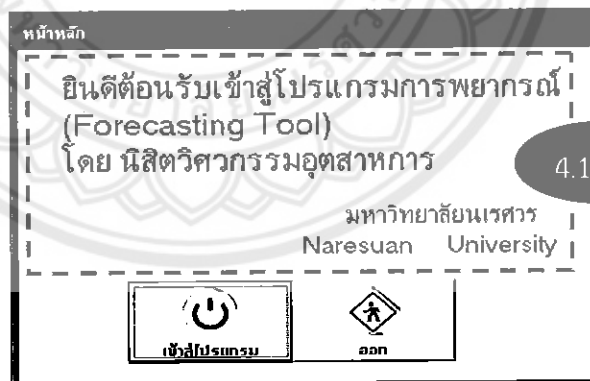 หน้าหลัก
ยินดีต้อนรับเข้าสู่โปรแกรมการพยากรณ์
(Forecasting Tool)
โดย นิสิตวิศวกรรมอุตสาหการ
4.1
มหาวิทยาลัยนเรศวร
Naresuan University
เข้าสู่โปรแกรม
ออก